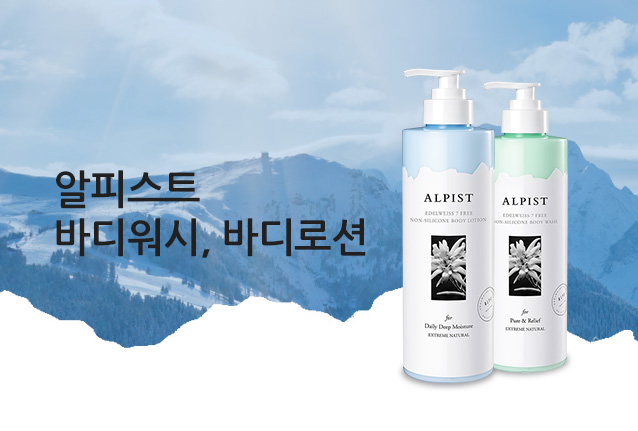 알피스트
바디워시, 바디로션
ALPIST
EDELWEISS 7 FREE
NON-SILICONE BODY LOTION
for
Daily Deep Moisture
EXTREME NATURAL
ALPIST
EDELWEISS 7 FREE
NON-SILICONE BODY WASH
for
Pure & Relief
EXTREME NATURAL